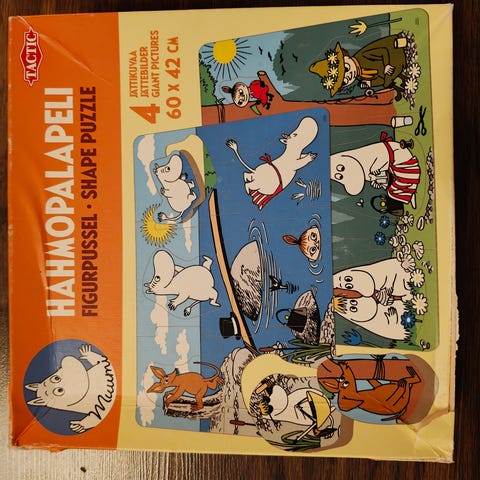 TACTIC
HAHMOPALAPELI
FIGURPUSSEL · SHAPE PUZZLE
4 JÄTTIKUVAA
JÄTTEBILDER
GIANT PICTURES
60 x 42 CM
Muumi